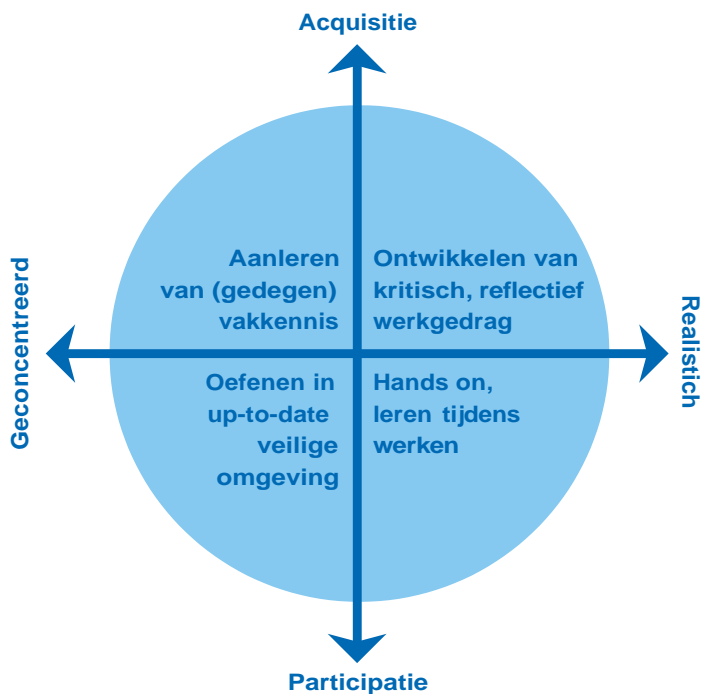 Acquisitie
Aanleren
van (gedegen)
vakkennis
Ontwikkelen van
kritisch, reflectief
werkgedrag
Geconcentreerd
Realistich
Oefenen in
up-to-date
veilige
omgeving
Hands on,
leren tijdens
werken
Participatie